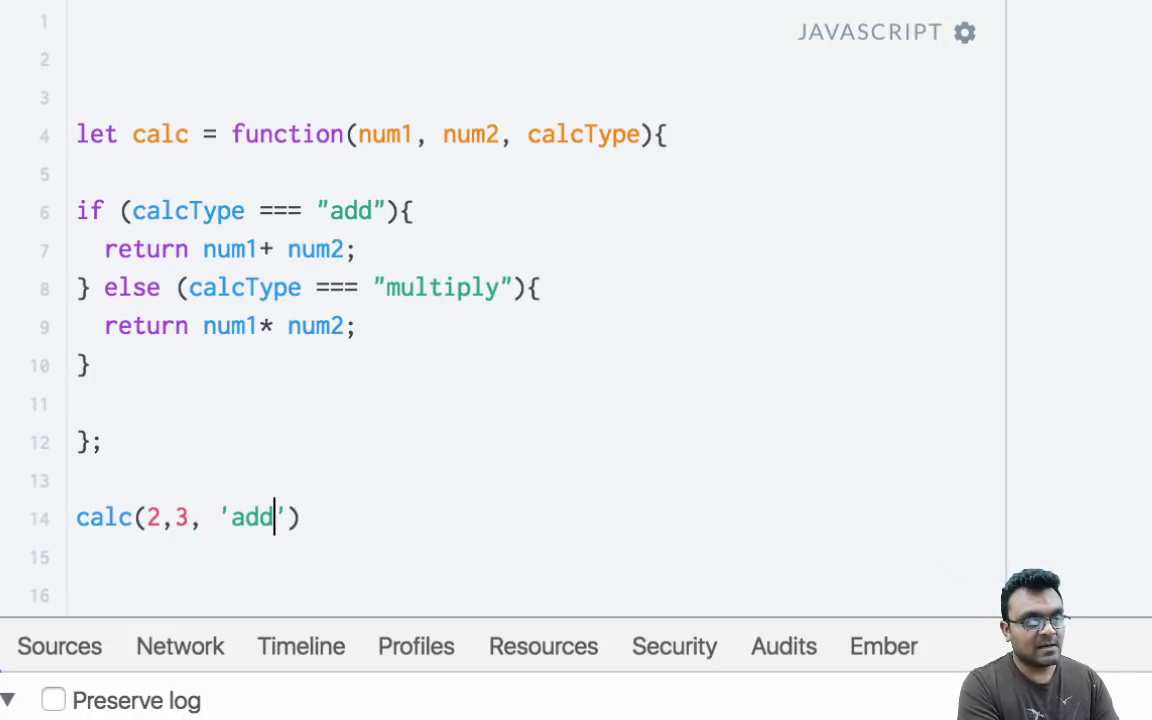 JAVASCRIPT
1
2
3
4 let calc = function(num1, num2, calcType){
5
6 if (calcType === "add"){
7 return num1+ num2;
8 } else (calcType === "multiply"){
9 return num1* num2;
10 }
11
12 };
13
14 calc(2,3, 'add')
15
16
Sources Network Timeline Profiles Resources Security Audits Ember
Preserve log